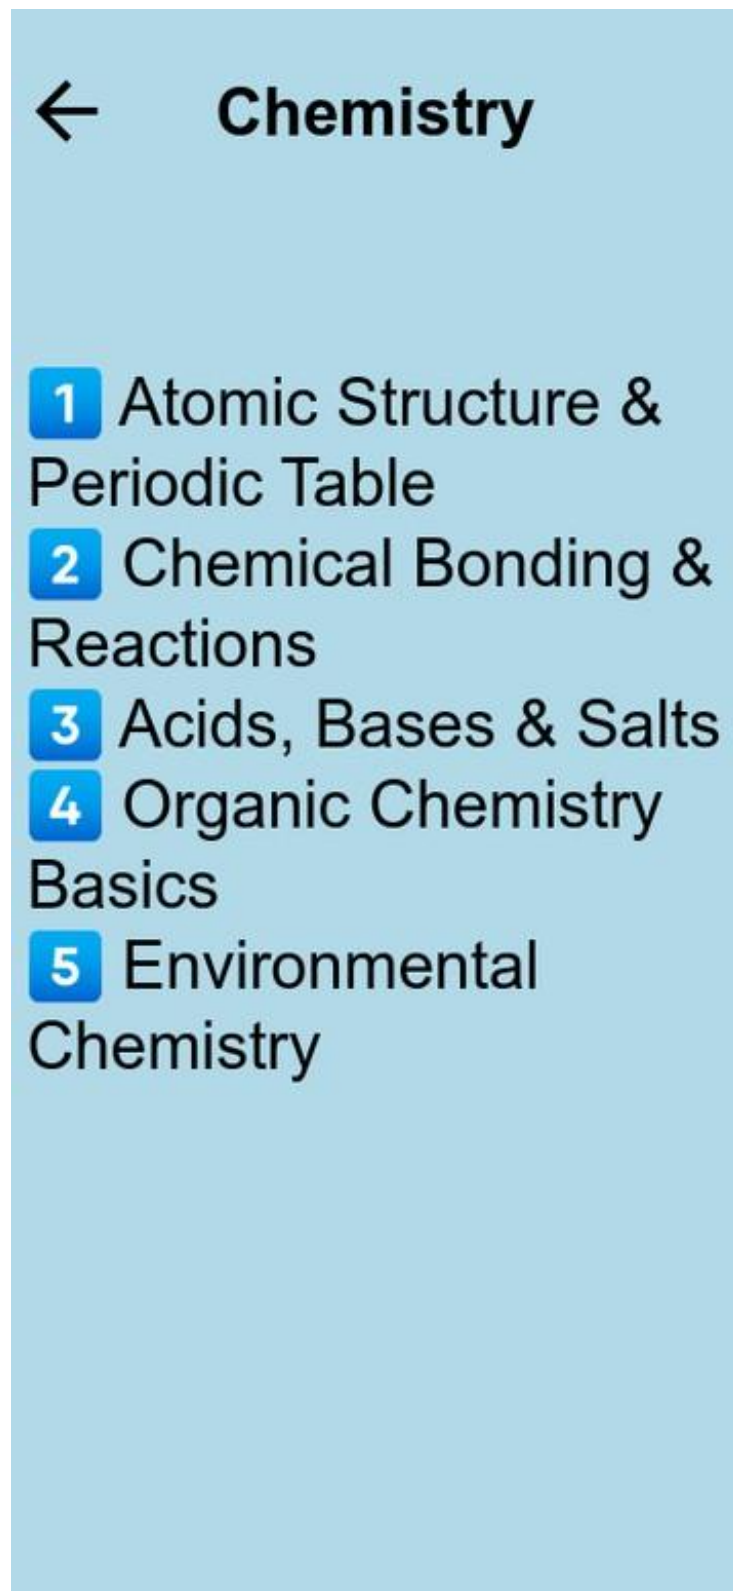 Chemistry
1️⃣ Atomic Structure &
Periodic Table
2️⃣ Chemical Bonding &
Reactions
3️⃣ Acids, Bases & Salts
4️⃣ Organic Chemistry
Basics
5️⃣ Environmental
Chemistry